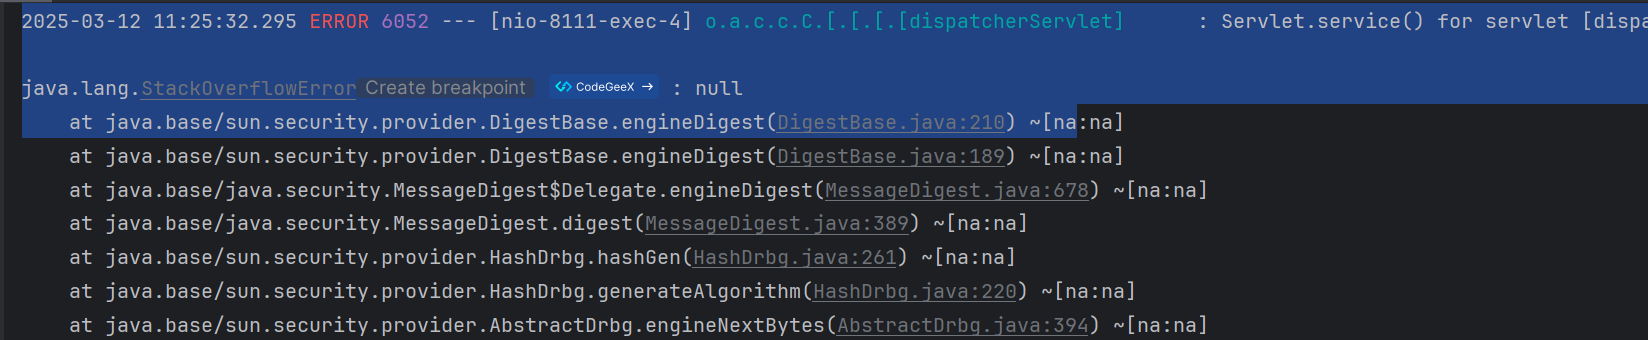 2025-03-12 11:25:32.295 ERROR 6052 --- [nio-8111-exec-4] o.a.c.c.C.[.[.[.[dispatcherServlet]      : Servlet.service() for servlet [dispa
java.lang.StackOverflowError Create breakpoint CodeGeeX → : null
    at java.base/sun.security.provider.DigestBase.engineDigest(DigestBase.java:210) ~[na:na]
    at java.base/sun.security.provider.DigestBase.engineDigest(DigestBase.java:189) ~[na:na]
    at java.base/java.security.MessageDigest$Delegate.engineDigest(MessageDigest.java:678) ~[na:na]
    at java.base/java.security.MessageDigest.digest(MessageDigest.java:389) ~[na:na]
    at java.base/sun.security.provider.HashDrbg.hashGen(HashDrbg.java:261) ~[na:na]
    at java.base/sun.security.provider.HashDrbg.generateAlgorithm(HashDrbg.java:220) ~[na:na]
    at java.base/sun.security.provider.AbstractDrbg.engineNextBytes(AbstractDrbg.java:394) ~[na:na]